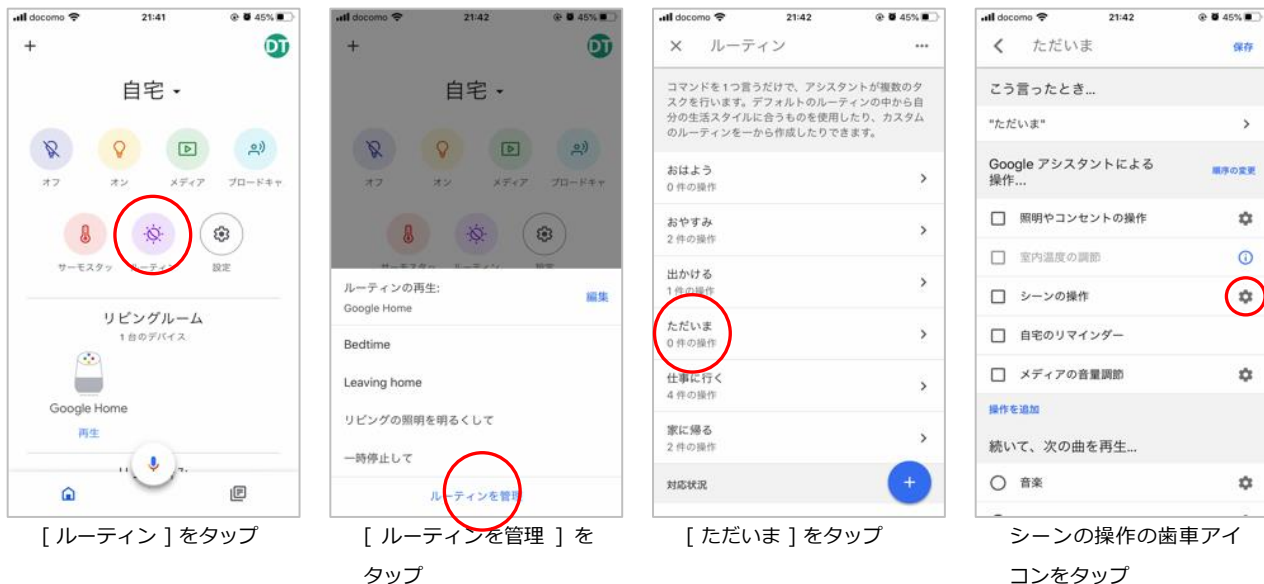 docomo 21:41 45%
DT
自宅
オフ オン メディア ブロードキャ
サーモスタッ ルーティン 設定
リビングルーム
1 台のデバイス
Google Home
再生
[ ルーティン ] をタップ
docomo 21:42 45%
DT
自宅
オフ オン メディア ブロードキャ
サーモスタッ ルーティン 設定
ルーティンの再生:
Google Home
編集
Bedtime
Leaving home
リビングの照明を明るくして
一時停止して
ルーティンを管理
[ ルーティンを管理 ] を
タップ
docomo 21:42 45%
× ルーティン ...
コマンドを1つ言うだけで、アシスタントが複数のタ
スクを行います。デフォルトのルーティンの中から自
分の生活スタイルに合うものを使用したり、カスタム
のルーティンを一から作成したりできます。
おはよう
0 件の操作
おやすみ
2 件の操作
出かける
1 件の操作
ただいま
0 件の操作
仕事に行く
4 件の操作
家に帰る
2 件の操作
対応状況
[ ただいま ] をタップ
docomo 21:42 45%
ただいま 保存
こう言ったとき...
"ただいま"
Google アシスタントによる
操作...
順序の変更
照明やコンセントの操作
室内温度の調節
シーンの操作
自宅のリマインダー
メディアの音量調節
操作を追加
続いて、次の曲を再生...
音楽
シーンの操作の歯車アイ
コンをタップ